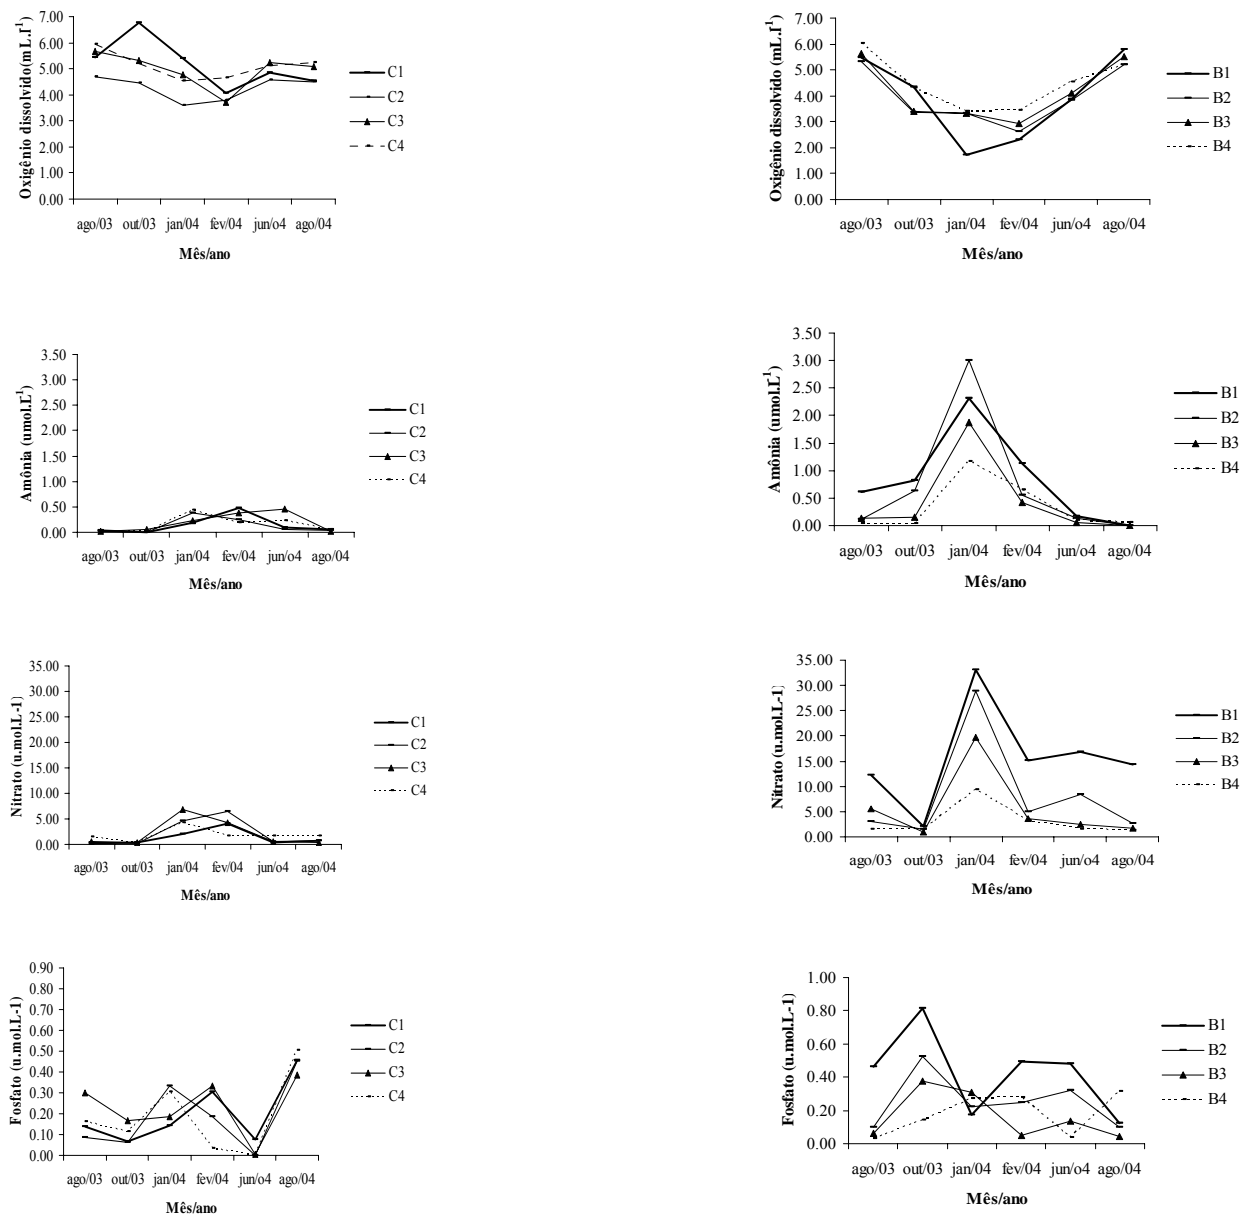 Oxigênio dissolvido(mL.l-1)
7.00
6.00
5.00
4.00
3.00
2.00
1.00
0.00
ago/03 out/03 jan/04 fev/04 jun/o4 ago/04
Mês/ano
C1
C2
C3
C4
Oxigênio dissolvido (mL.l-1)
7.00
6.00
5.00
4.00
3.00
2.00
1.00
0.00
ago/03 out/03 jan/04 fev/04 jun/04 ago/04
Mês/ano
B1
B2
B3
B4
Amônia (umol.L-1)
3.50
3.00
2.50
2.00
1.50
1.00
0.50
0.00
ago/03 out/03 jan/04 fev/04 jun/o4 ago/04
Mês/ano
C1
C2
C3
C4
Amônia (umol.L-1)
3.50
3.00
2.50
2.00
1.50
1.00
0.50
0.00
ago/03 out/03 jan/04 fev/04 jun/o4 ago/04
Mês/ano
B1
B2
B3
B4
Nitrato (u.mol.L-1)
35.00
30.00
25.00
20.00
15.00
10.00
5.00
0.00
ago/03 out/03 jan/04 fev/04 jun/o4 ago/04
Mês/ano
C1
C2
C3
C4
Nitrato (u.mol.L-1)
35.00
30.00
25.00
20.00
15.00
10.00
5.00
0.00
ago/03 out/03 jan/04 fev/04 jun/o4 ago/04
Mês/ano
B1
B2
B3
B4
Fosfato (u.mol.L-1)
0.90
0.80
0.70
0.60
0.50
0.40
0.30
0.20
0.10
0.00
ago/03 out/03 jan/04 fev/04 jun/o4 ago/04
Mês/ano
C1
C2
C3
C4
Fosfato (u.mol.L-1)
1.00
0.80
0.60
0.40
0.20
0.00
ago/03 out/03 jan/04 fev/04 jun/o4 ago/04
Mês/ano
B1
B2
B3
B4